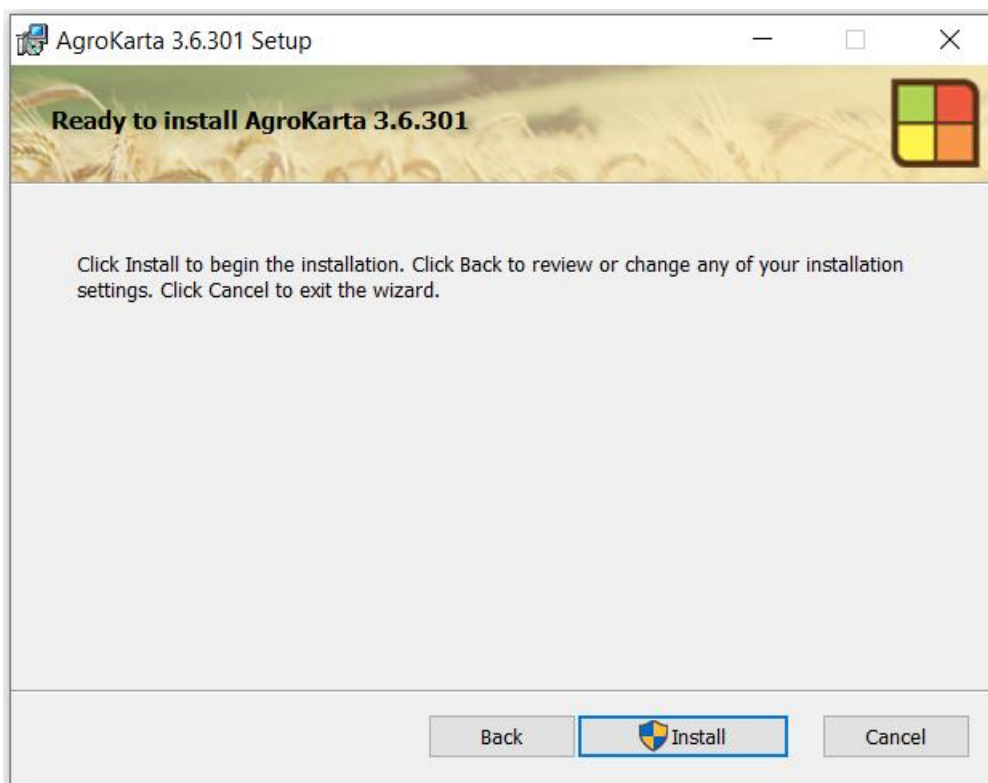 AgroKarta 3.6.301 Setup
Ready to install AgroKarta 3.6.301
Click Install to begin the installation. Click Back to review or change any of your installation
settings. Click Cancel to exit the wizard.
Back
Install
Cancel